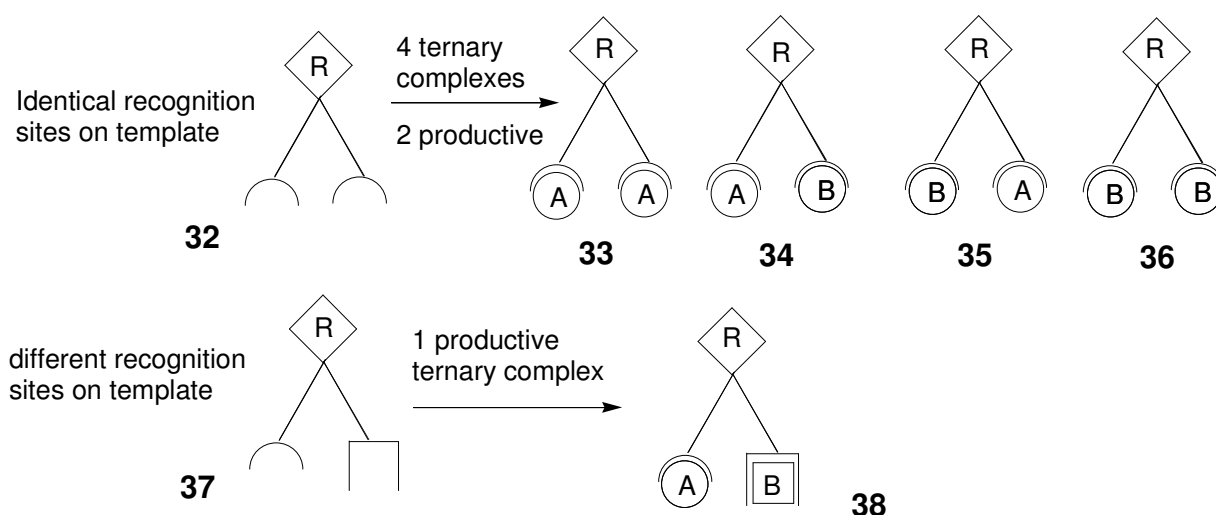 R
4 ternary
complexes
2 productive
Identical recognition
sites on template
R
R
R
R
A A
A B
B A
B B
32
33
34
35
36
R
different recognition
sites on template
1 productive
ternary complex
R
A
B
37
38